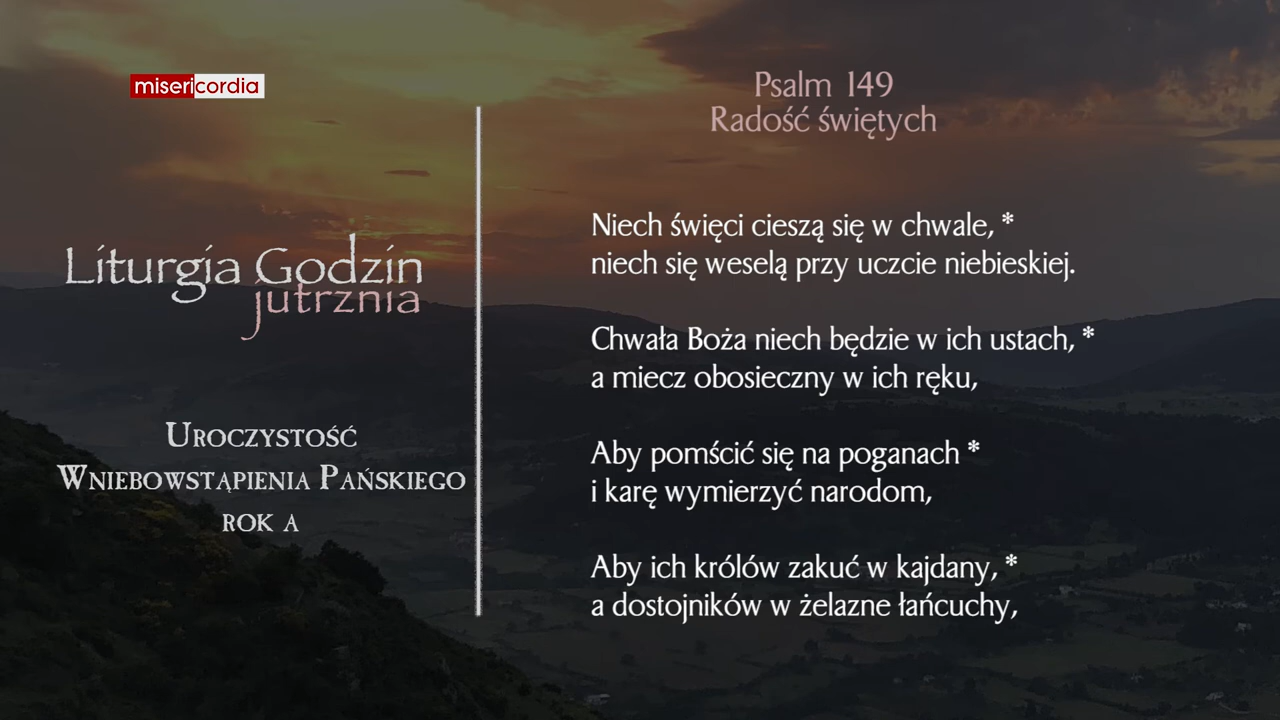 misericordia
Liturgia Godzin
jutrznia
Uroczystość
Wniebowstąpienia Pańskiego
rok a
Psalm 149
Radość świętych
Niech święci cieszą się w chwale, *
niech się weselą przy uczcie niebieskiej.
Chwała Boża niech będzie w ich ustach, *
a miecz obosieczny w ich ręku,
Aby pomścić się na poganach *
i karę wymierzyć narodom,
Aby ich królów zakuć w kajdany, *
a dostojników w żelazne łańcuchy,